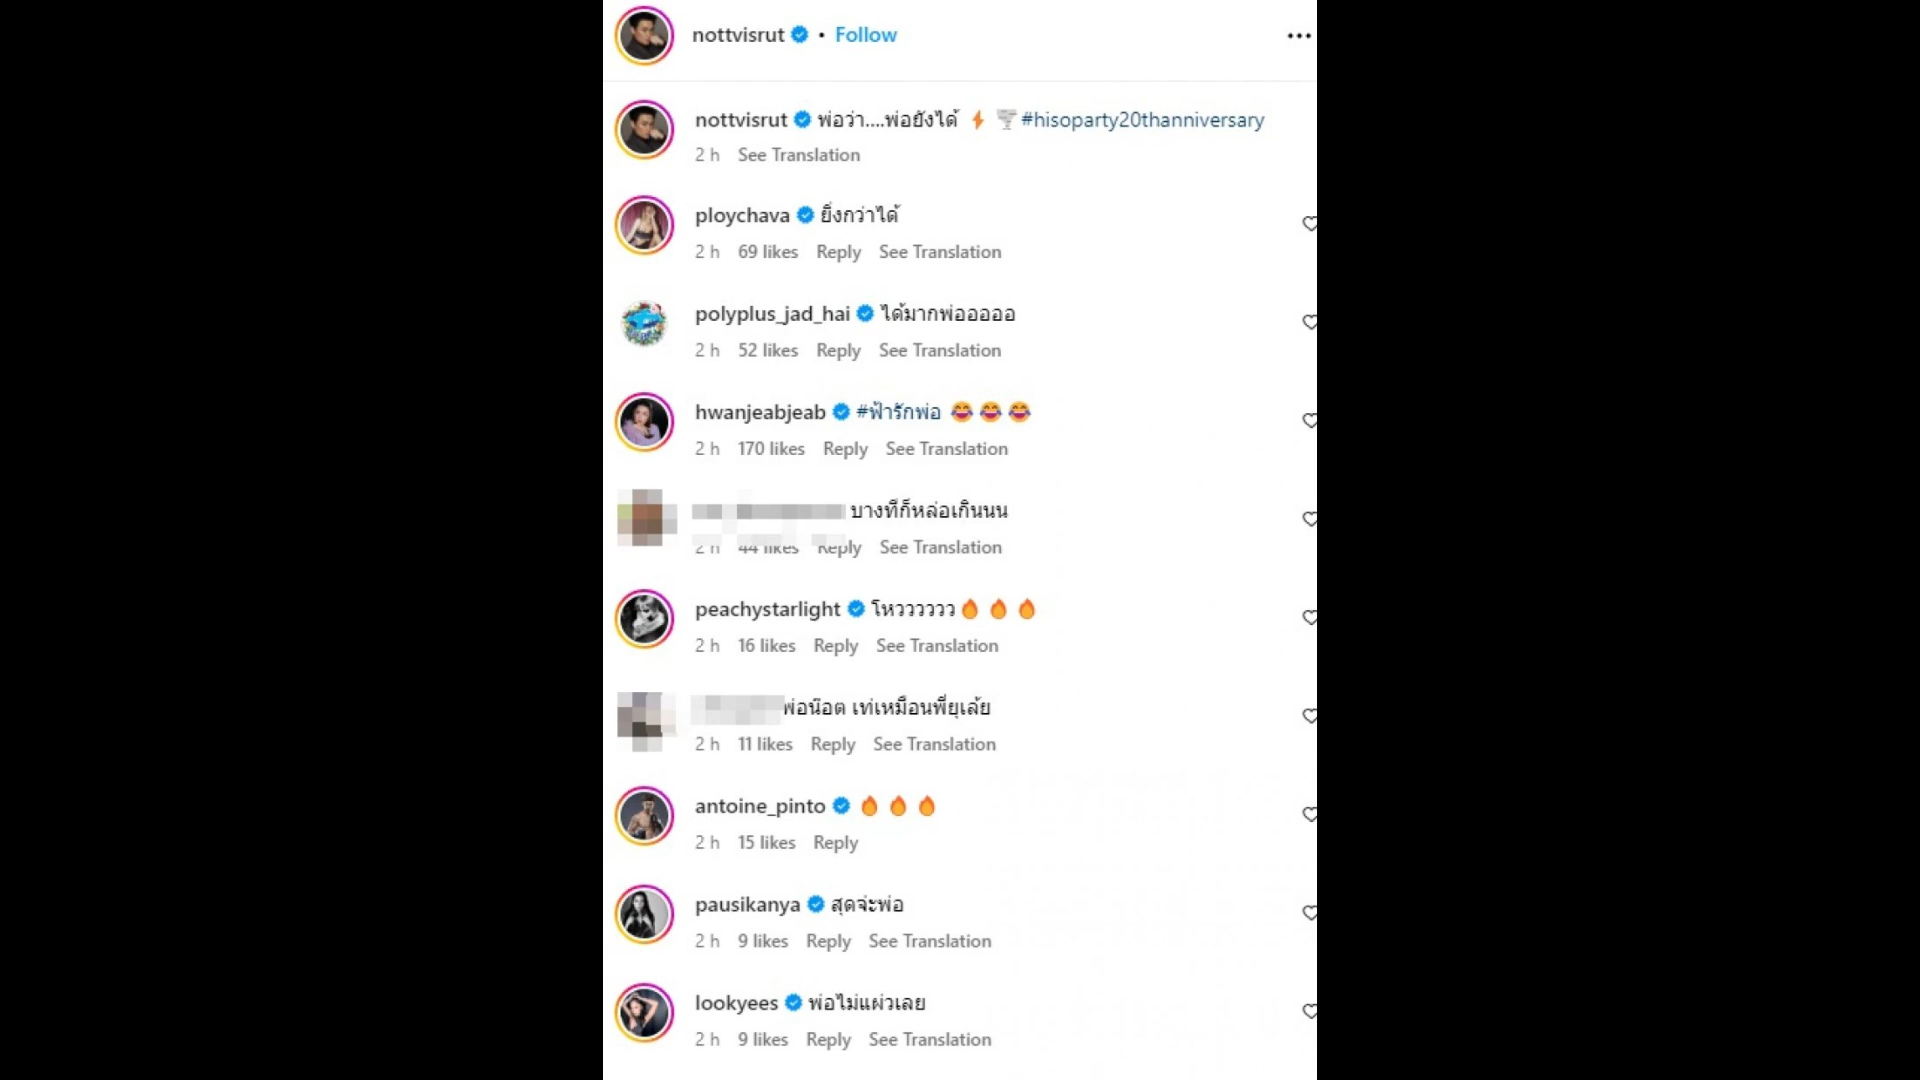 nottvisrut • Follow
nottvisrut พ่อว่า....พ่อยังได้ ⚡ 🌪 #hisoparty20thanniversary
2 h See Translation
ploychava ยิ่งกว่าได้
2 h 69 likes Reply See Translation
polyplus_jad_hai ได้มากพ่อออออ
2 h 52 likes Reply See Translation
hwanjeabjeab #ฟ้ารักพ่อ 😂 😂 😂
2 h 170 likes Reply See Translation
บางทีก็หล่อเกินนน
2 h 44 likes Reply See Translation
peachystarlight โหวววววว🔥 🔥 🔥
2 h 16 likes Reply See Translation
พ่อน๊อต เท่เหมือนพี่ยุเล้ย
2 h 11 likes Reply See Translation
antoine_pinto 🔥 🔥 🔥
2 h 15 likes Reply
pausikanya สุดจ่ะพ่อ
2 h 9 likes Reply See Translation
lookyees พ่อไม่แผ่วเลย
2 h 9 likes Reply See Translation